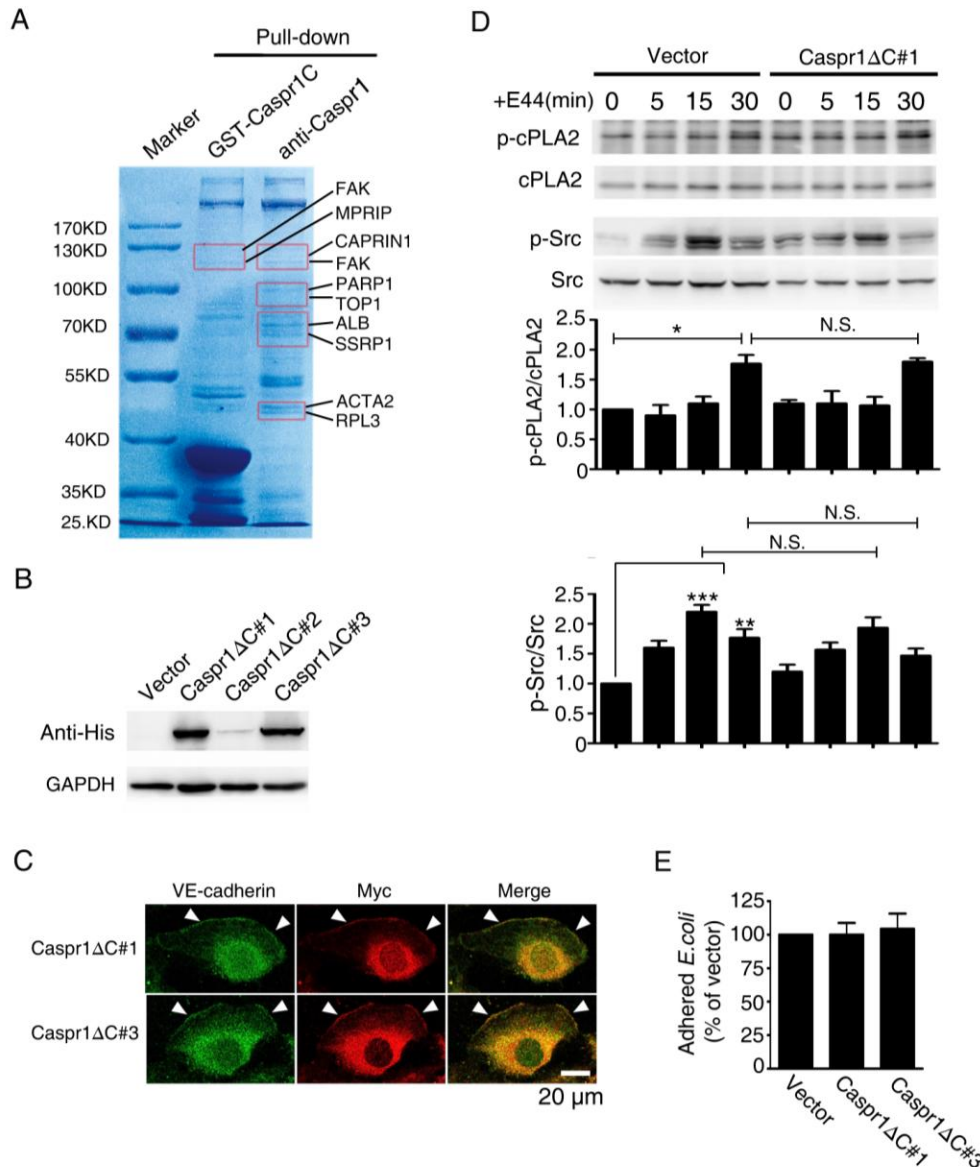 A
Pull-down
Marker
GST-Caspr1C
anti-Caspr1
170KD
130KD
100KD
70KD
55KD
40KD
35KD
25.KD
FAK
MPRIP
CAPRIN1
FAK
PARP1
TOP1
ALB
SSRP1
ACTA2
RPL3
B
Vector
Caspr1ΔC#1
Caspr1ΔC#2
Caspr1ΔC#3
Anti-His
GAPDH
C
VE-cadherin Myc Merge
Caspr1ΔC#1
Caspr1ΔC#3
20 μm
D
Vector Caspr1ΔC#1
+E44(min) 0 5 15 30 0 5 15 30
p-cPLA2
cPLA2
p-Src
Src
p-cPLA2/cPLA2
2.5
2.0
1.5
1.0
0.5
0
* N.S.
N.S.
N.S.
p-Src/Src
2.5
2.0
1.5
1.0
0.5
0
*** **
E
Adhered E.coli
(% of vector)
125
100
75
50
25
0
Vector
Caspr1ΔC#1
Caspr1ΔC#3